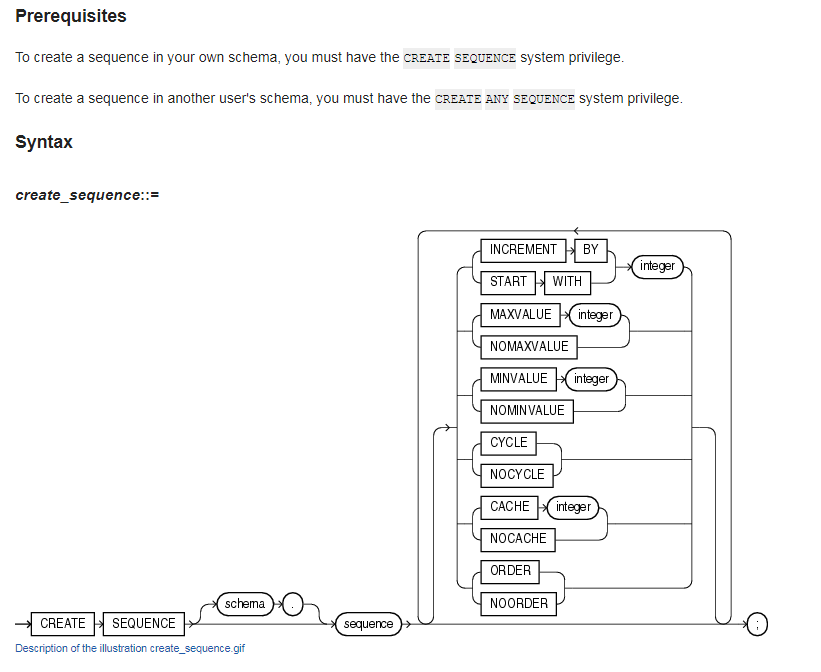 Prerequisites
To create a sequence in your own schema, you must have the CREATE SEQUENCE system privilege.
To create a sequence in another user's schema, you must have the CREATE ANY SEQUENCE system privilege.
Syntax
create_sequence::=
INCREMENT BY
integer
START WITH
MAXVALUE integer
NOMAXVALUE
MINVALUE integer
NOMINVALUE
CYCLE
NOCYCLE
CACHE integer
NOCACHE
ORDER
NOORDER
schema .
CREATE SEQUENCE sequence ;
Description of the illustration create_sequence.gif